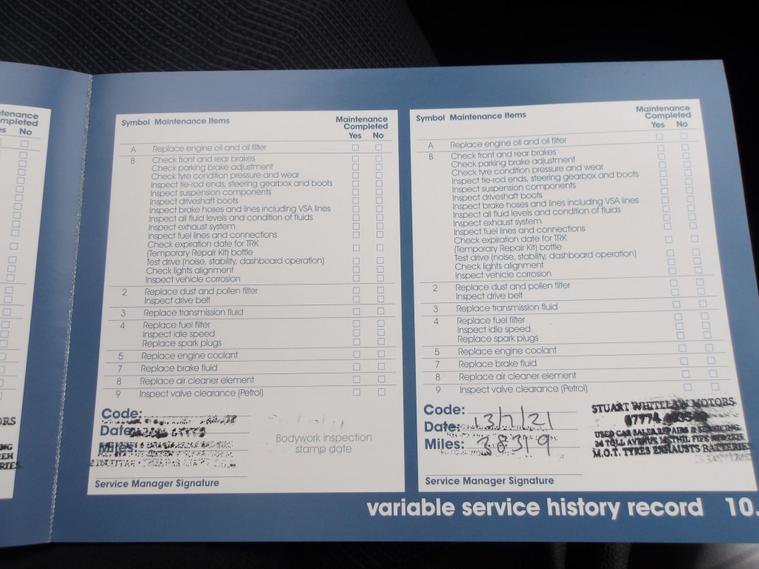 ntenance
mpleted
es No
Symbol Maintenance Items
Maintenance
Completed
Yes No
A Replace engine oil and oil filter
B Check front and rear brakes
Check parking brake adjustment
Check tyre condition pressure and wear
Inspect tie-rod ends, steering gearbox and boots
Inspect suspension components
Inspect driveshaft boots
Inspect brake hoses and lines including VSA lines
Inspect all fluid levels and condition of fluids
Inspect exhaust system
Inspect fuel lines and connections
Check expiration date for TRK
(Temporary Repair Kit) bottle
Test drive (noise, stability, dashboard operation)
Check lights alignment
Inspect vehicle corrosion
2 Replace dust and pollen filter
Inspect drive belt
3 Replace transmission fluid
4 Replace fuel filter
Inspect idle speed
Replace spark plugs
5 Replace engine coolant
7 Replace brake fluid
8 Replace air cleaner element
9 Inspect valve clearance (Petrol)
Code:
Date:
Miles:
Bodywork inspection
stamp date
Service Manager Signature
Symbol Maintenance Items
Maintenance
Completed
Yes No
A Replace engine oil and oil filter
B Check front and rear brakes
Check parking brake adjustment
Check tyre condition pressure and wear
Inspect tie-rod ends, steering gearbox and boots
Inspect suspension components
Inspect driveshaft boots
Inspect brake hoses and lines including VSA lines
Inspect all fluid levels and condition of fluids
Inspect exhaust system
Inspect fuel lines and connections
Check expiration date for TRK
(Temporary Repair Kit) bottle
Test drive (noise, stability, dashboard operation)
Check lights alignment
Inspect vehicle corrosion
2 Replace dust and pollen filter
Inspect drive belt
3 Replace transmission fluid
4 Replace fuel filter
Inspect idle speed
Replace spark plugs
5 Replace engine coolant
7 Replace brake fluid
8 Replace air cleaner element
9 Inspect valve clearance (Petrol)
Code:
Date: 13/7/21
Miles: 38319
STUART MOTORS
07774
USED CAR SALES REPAIRS & SERVICING
METHIL FIFE
M.O.T. TYRES EXHAUSTS BATTERIES
Service Manager Signature
variable service history record 10.